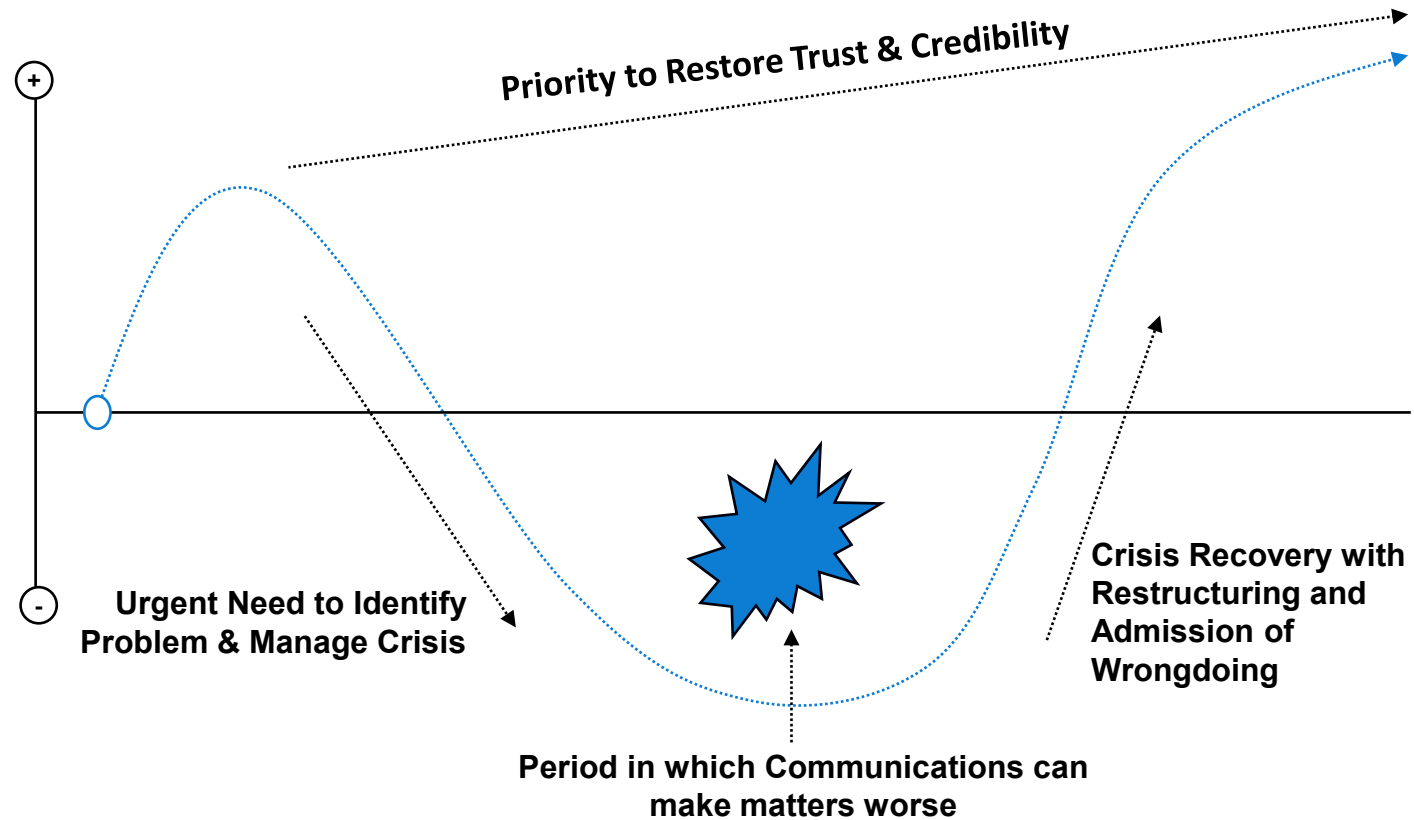 Priority to Restore Trust & Credibility
+
-
Urgent Need to Identify
Problem & Manage Crisis
Crisis Recovery with
Restructuring and
Admission of
Wrongdoing
Period in which Communications can
make matters worse